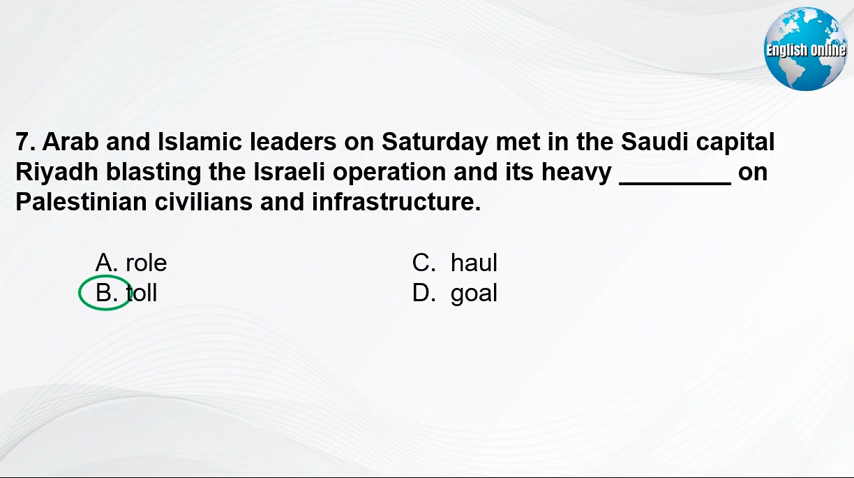 English Online
7. Arab and Islamic leaders on Saturday met in the Saudi capital
Riyadh blasting the Israeli operation and its heavy ________ on
Palestinian civilians and infrastructure.
A. role
B. toll
C. haul
D. goal